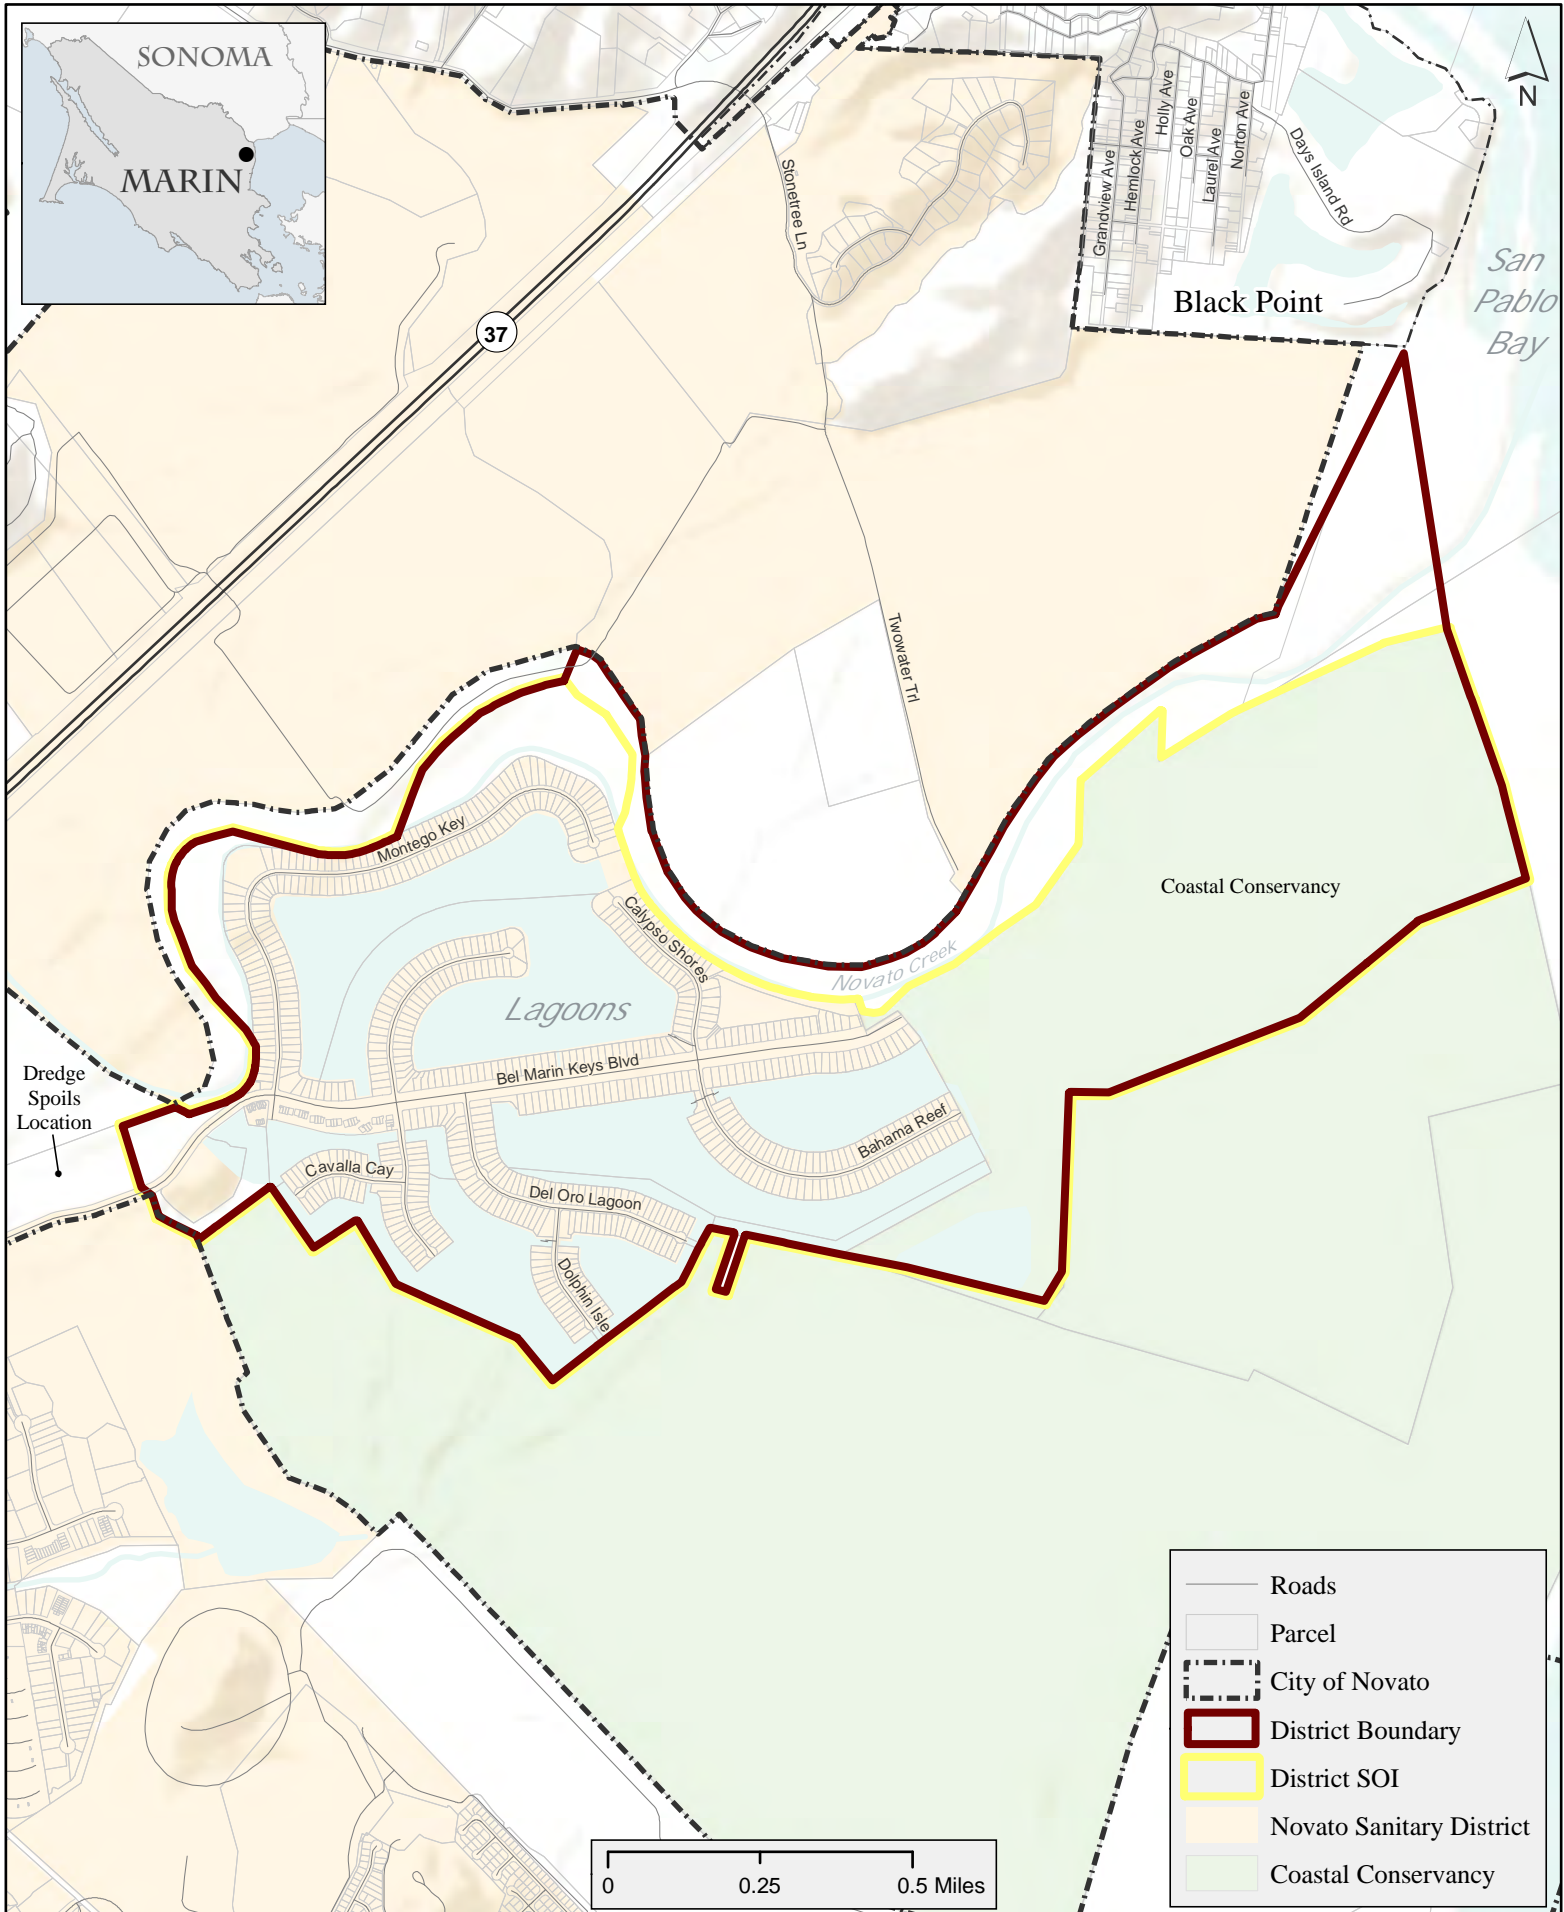 SONOMA
MARIN
N
37
Stonetree Ln
Grandview Ave
Hemlock Ave
Holly Ave
Oak Ave
Laurel Ave
Norton Ave
Days Island Rd
Black Point
San
Pablo
Bay
Twowater Trl
Montego Key
Calypso Shores
Coastal Conservancy
Novato Creek
Lagoons
Bel Marin Keys Blvd
Dredge
Spoils
Location
Bahama Reef
Cavalla Cay
Del Oro Lagoon
Dolphin Isle
Roads
Parcel
City of Novato
District Boundary
District SOI
Novato Sanitary District
Coastal Conservancy
0 0.25 0.5 Miles